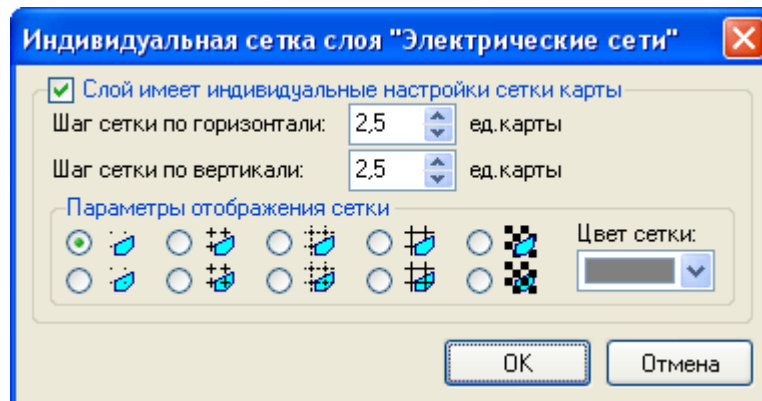 Индивидуальная сетка слоя "Электрические сети"
Слой имеет индивидуальные настройки сетки карты
Шаг сетки по горизонтали: 2,5 ед.карты
Шаг сетки по вертикали: 2,5 ед.карты
Параметры отображения сетки
Цвет сетки:
OK Отмена